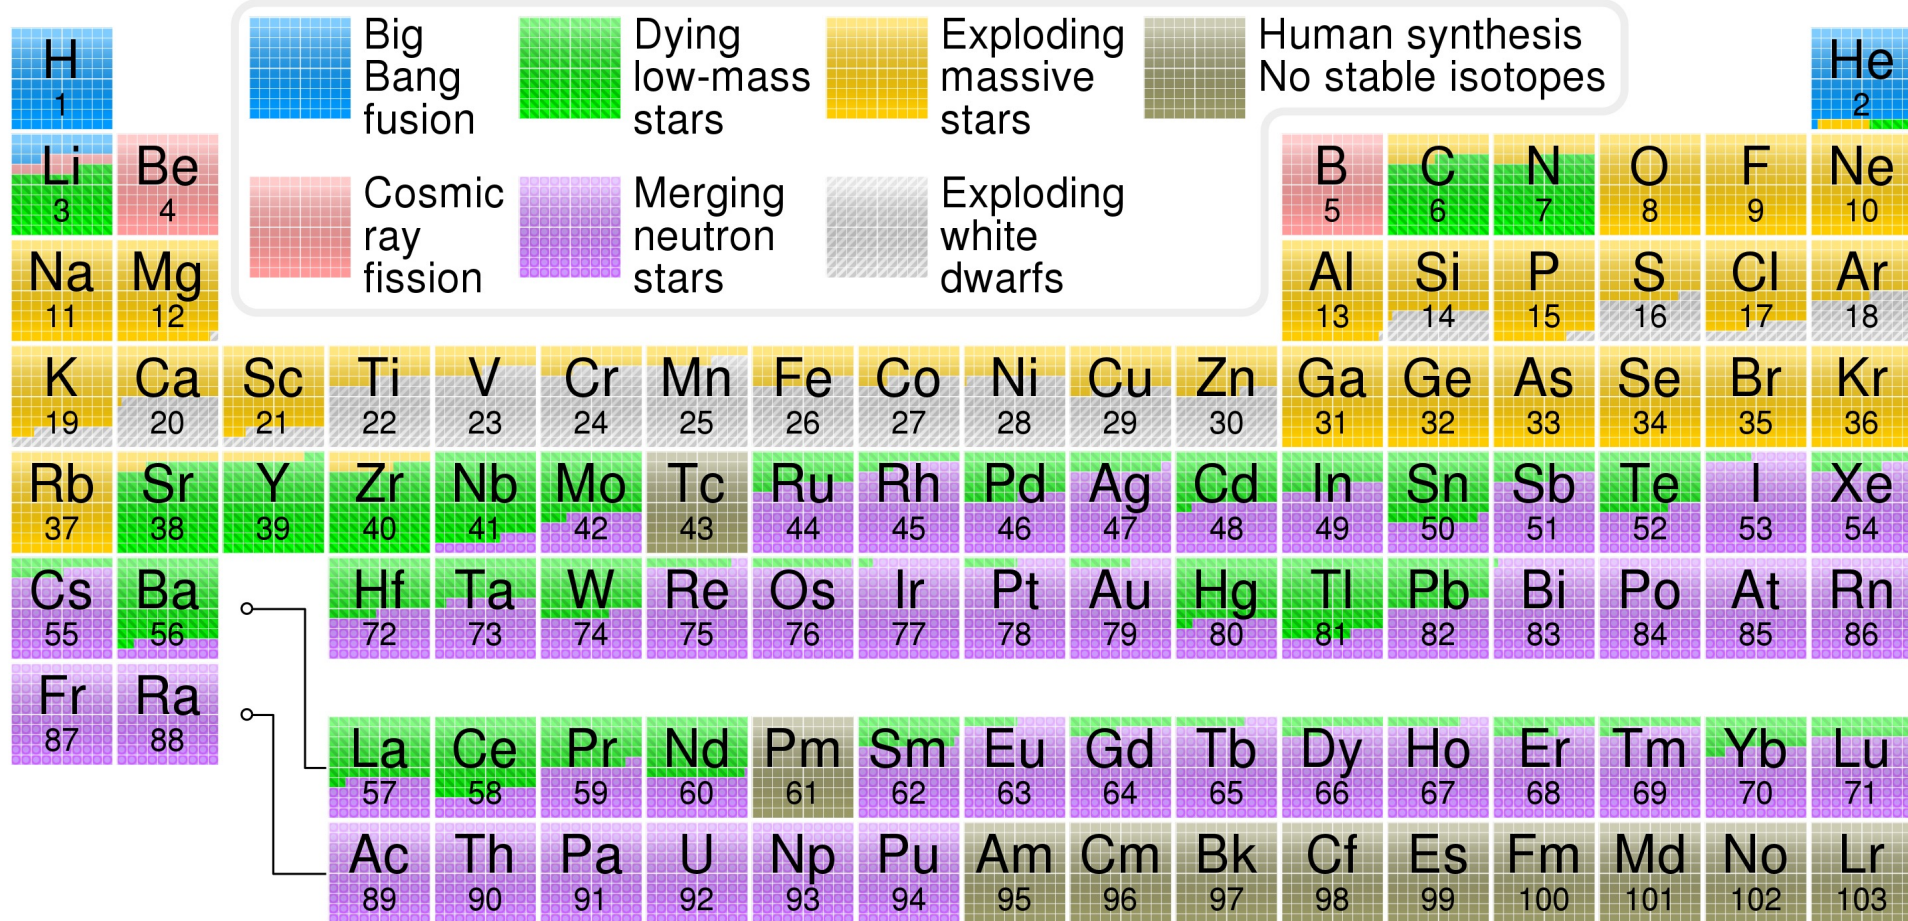 Big
Bang
fusion
Dying
low-mass
stars
Exploding
massive
stars
Human synthesis
No stable isotopes
Cosmic
ray
fission
Merging
neutron
stars
Exploding
white
dwarfs
H He
1 2
Li Be B C N O F Ne
3 4 5 6 7 8 9 10
Na Mg Al Si P S Cl Ar
11 12 13 14 15 16 17 18
K Ca Sc Ti V Cr Mn Fe Co Ni Cu Zn Ga Ge As Se Br Kr
19 20 21 22 23 24 25 26 27 28 29 30 31 32 33 34 35 36
Rb Sr Y Zr Nb Mo Tc Ru Rh Pd Ag Cd In Sn Sb Te I Xe
37 38 39 40 41 42 43 44 45 46 47 48 49 50 51 52 53 54
Cs Ba Hf Ta W Re Os Ir Pt Au Hg Tl Pb Bi Po At Rn
55 56 72 73 74 75 76 77 78 79 80 81 82 83 84 85 86
Fr Ra
87 88
La Ce Pr Nd Pm Sm Eu Gd Tb Dy Ho Er Tm Yb Lu
57 58 59 60 61 62 63 64 65 66 67 68 69 70 71
Ac Th Pa U Np Pu Am Cm Bk Cf Es Fm Md No Lr
89 90 91 92 93 94 95 96 97 98 99 100 101 102 103